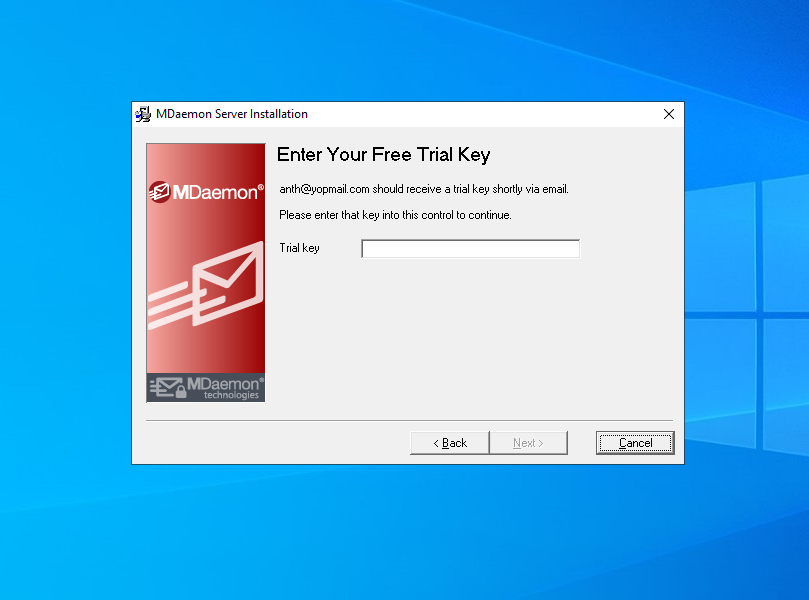 MDaemon Server Installation
Enter Your Free Trial Key
MDaemon®
anth@yopmail.com should receive a trial key shortly via email.
Please enter that key into this control to continue.
Trial key
MDaemon®
technologies
< Back
Next >
Cancel